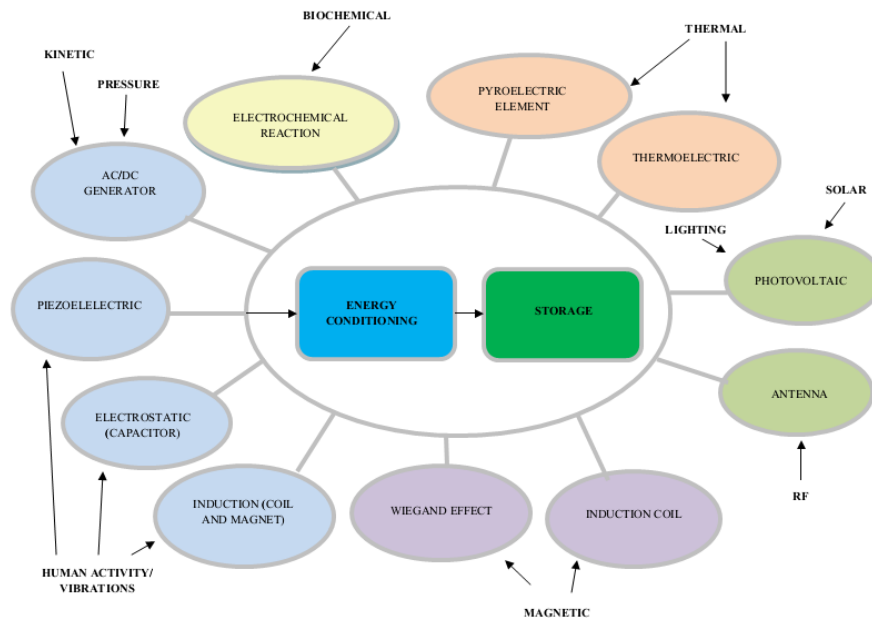 BIOCHEMICAL
THERMAL
KINETIC
PRESSURE
PYROELECTRIC
ELEMENT
ELECTROCHEMICAL
REACTION
THERMOELECTRIC
AC/DC
GENERATOR
SOLAR
LIGHTING
PHOTOVOLTAIC
PIEZOELELECTRIC
ENERGY
CONDITIONING
STORAGE
ANTENNA
ELECTROSTATIC
(CAPACITOR)
RF
INDUCTION (COIL
AND MAGNET)
WIEGAND EFFECT
INDUCTION COIL
HUMAN ACTIVITY/
VIBRATIONS
MAGNETIC